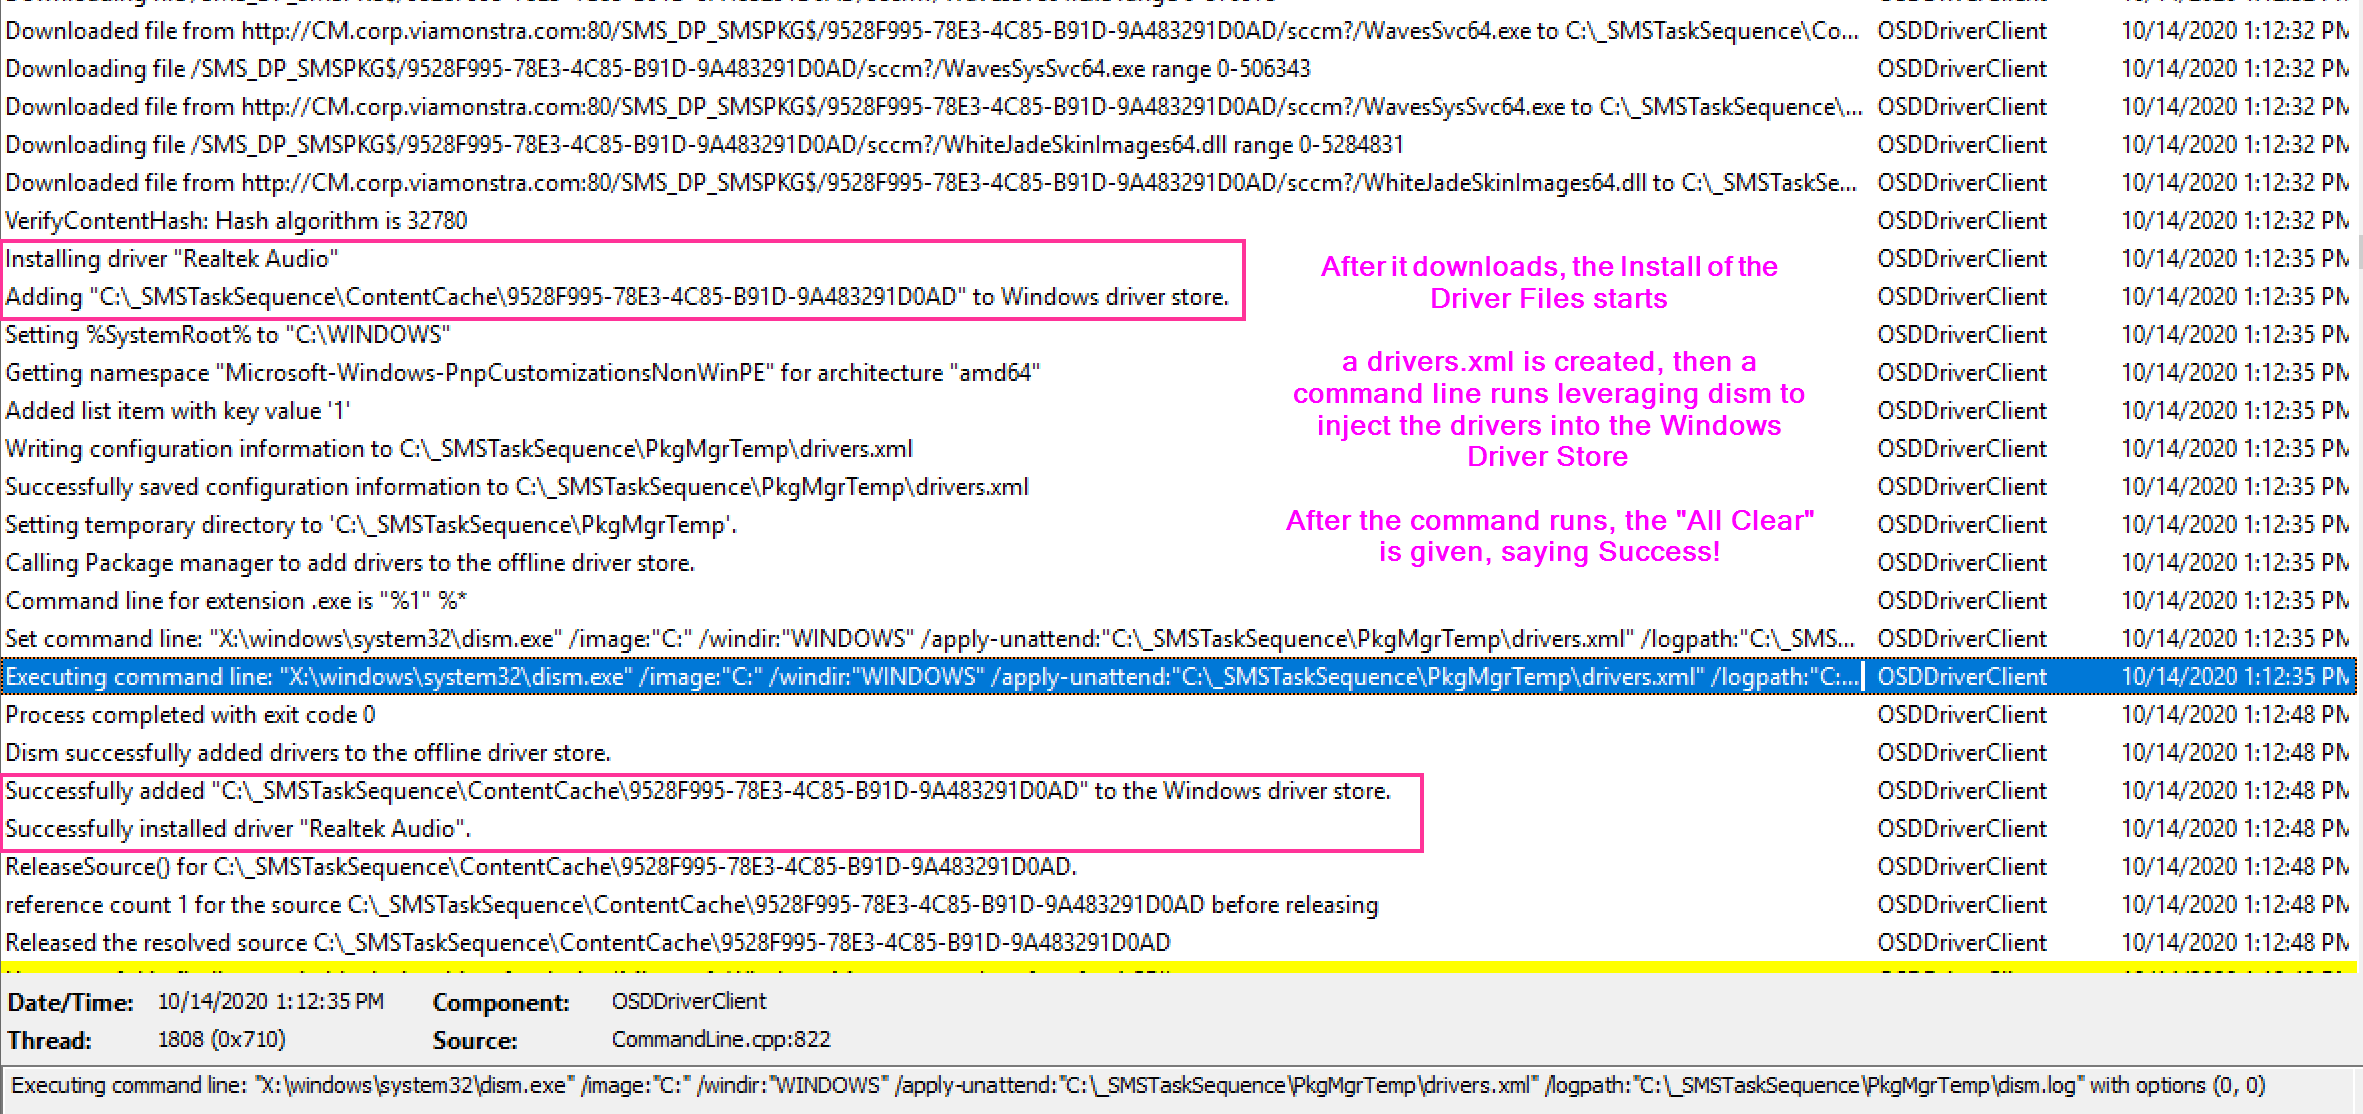 Downloaded file from http://CM.corp.viamonstra.com:80/SMS_DP_SMSPKG$/9528F995-78E3-4C85-B91D-9A483291D0AD/sccm?/WavesSvc64.exe to C:\_SMSTaskSequence\Co... OSDDriverClient 10/14/2020 1:12:32 PM
Downloading file /SMS_DP_SMSPKG$/9528F995-78E3-4C85-B91D-9A483291D0AD/sccm?/WavesSysSvc64.exe range 0-506343 OSDDriverClient 10/14/2020 1:12:32 PM
Downloaded file from http://CM.corp.viamonstra.com:80/SMS_DP_SMSPKG$/9528F995-78E3-4C85-B91D-9A483291D0AD/sccm?/WavesSysSvc64.exe to C:\_SMSTaskSequence\... OSDDriverClient 10/14/2020 1:12:32 PM
Downloading file /SMS_DP_SMSPKG$/9528F995-78E3-4C85-B91D-9A483291D0AD/sccm?/WhiteJadeSkinImages64.dll range 0-5284831 OSDDriverClient 10/14/2020 1:12:32 PM
Downloaded file from http://CM.corp.viamonstra.com:80/SMS_DP_SMSPKG$/9528F995-78E3-4C85-B91D-9A483291D0AD/sccm?/WhiteJadeSkinImages64.dll to C:\_SMSTaskSe... OSDDriverClient 10/14/2020 1:12:32 PM
VerifyContentHash: Hash algorithm is 32780 OSDDriverClient 10/14/2020 1:12:32 PM
Installing driver "Realtek Audio" OSDDriverClient 10/14/2020 1:12:35 PM
Adding "C:\_SMSTaskSequence\ContentCache\9528F995-78E3-4C85-B91D-9A483291D0AD" to Windows driver store. OSDDriverClient 10/14/2020 1:12:35 PM
Setting %SystemRoot% to "C:\WINDOWS" OSDDriverClient 10/14/2020 1:12:35 PM
Getting namespace "Microsoft-Windows-PnpCustomizationsNonWinPE" for architecture "amd64" OSDDriverClient 10/14/2020 1:12:35 PM
Added list item with key value '1' OSDDriverClient 10/14/2020 1:12:35 PM
Writing configuration information to C:\_SMSTaskSequence\PkgMgrTemp\drivers.xml OSDDriverClient 10/14/2020 1:12:35 PM
Successfully saved configuration information to C:\_SMSTaskSequence\PkgMgrTemp\drivers.xml OSDDriverClient 10/14/2020 1:12:35 PM
Setting temporary directory to 'C:\_SMSTaskSequence\PkgMgrTemp'. OSDDriverClient 10/14/2020 1:12:35 PM
Calling Package manager to add drivers to the offline driver store. OSDDriverClient 10/14/2020 1:12:35 PM
Command line for extension .exe is "%1" %* OSDDriverClient 10/14/2020 1:12:35 PM
Set command line: "X:\windows\system32\dism.exe" /image:"C:" /windir:"WINDOWS" /apply-unattend:"C:\_SMSTaskSequence\PkgMgrTemp\drivers.xml" /logpath:"C:\_SMS... OSDDriverClient 10/14/2020 1:12:35 PM
Executing command line: "X:\windows\system32\dism.exe" /image:"C:" /windir:"WINDOWS" /apply-unattend:"C:\_SMSTaskSequence\PkgMgrTemp\drivers.xml" /logpath:"C:... OSDDriverClient 10/14/2020 1:12:35 PM
Process completed with exit code 0 OSDDriverClient 10/14/2020 1:12:48 PM
Dism successfully added drivers to the offline driver store. OSDDriverClient 10/14/2020 1:12:48 PM
Successfully added "C:\_SMSTaskSequence\ContentCache\9528F995-78E3-4C85-B91D-9A483291D0AD" to the Windows driver store. OSDDriverClient 10/14/2020 1:12:48 PM
Successfully installed driver "Realtek Audio". OSDDriverClient 10/14/2020 1:12:48 PM
ReleaseSource() for C:\_SMSTaskSequence\ContentCache\9528F995-78E3-4C85-B91D-9A483291D0AD. OSDDriverClient 10/14/2020 1:12:48 PM
reference count 1 for the source C:\_SMSTaskSequence\ContentCache\9528F995-78E3-4C85-B91D-9A483291D0AD before releasing OSDDriverClient 10/14/2020 1:12:48 PM
Released the resolved source C:\_SMSTaskSequence\ContentCache\9528F995-78E3-4C85-B91D-9A483291D0AD OSDDriverClient 10/14/2020 1:12:48 PM
After it downloads, the Install of the
Driver Files starts
a drivers.xml is created, then a
command line runs leveraging dism to
inject the drivers into the Windows
Driver Store
After the command runs, the "All Clear"
is given, saying Success!
Date/Time: 10/14/2020 1:12:35 PM Component: OSDDriverClient
Thread: 1808 (0x710) Source: CommandLine.cpp:822
Executing command line: "X:\windows\system32\dism.exe" /image:"C:" /windir:"WINDOWS" /apply-unattend:"C:\_SMSTaskSequence\PkgMgrTemp\drivers.xml" /logpath:"C:\_SMSTaskSequence\PkgMgrTemp\dism.log" with options (0, 0)